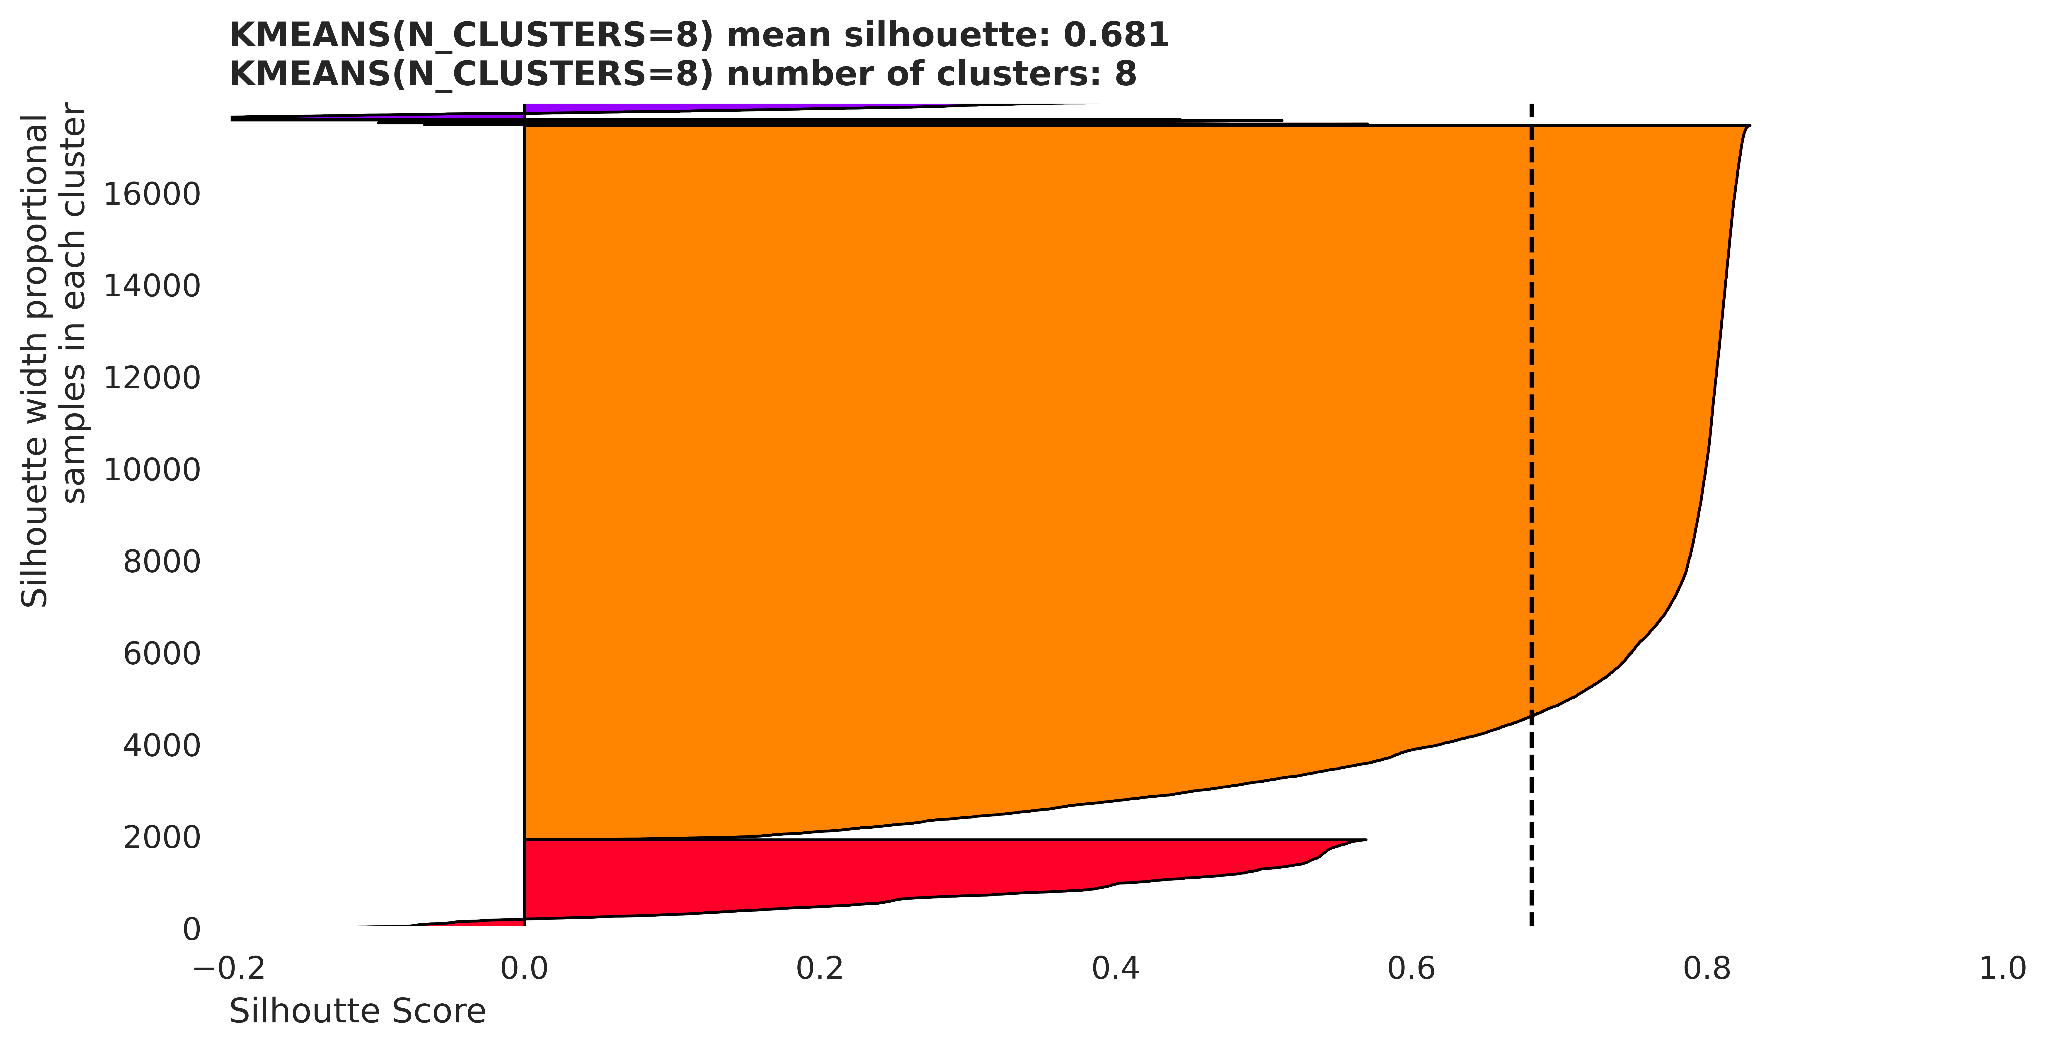 KMEANS(N_CLUSTERS=8) mean silhouette: 0.681
KMEANS(N_CLUSTERS=8) number of clusters: 8
Silhouette width proportional
samples in each cluster
16000
14000
12000
10000
8000
6000
4000
2000
0
−0.2 0.0 0.2 0.4 0.6 0.8 1.0
Silhoutte Score